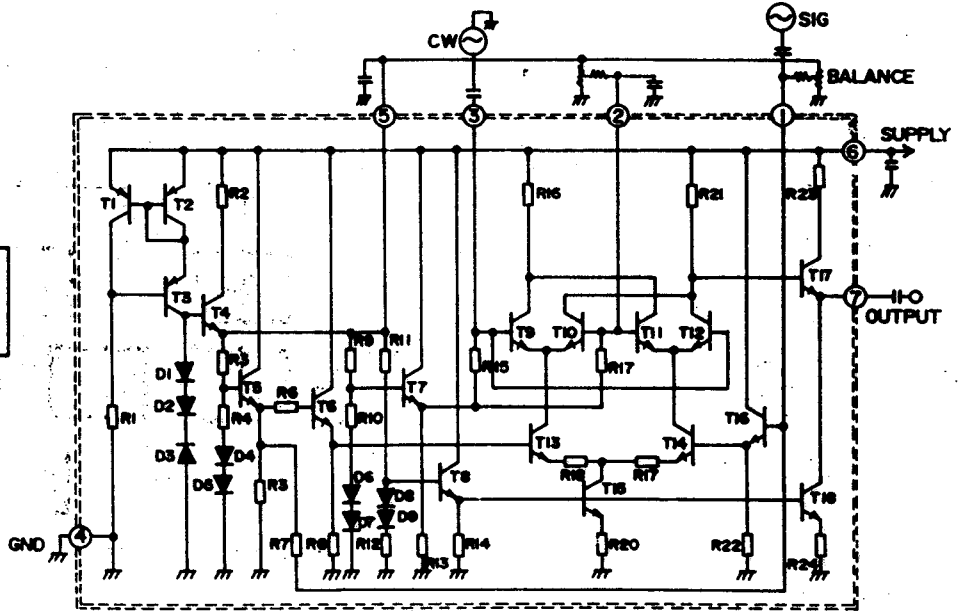 SIG
CW
BALANCE
5
3
2
1
SUPPLY
6
T1
T2
R2
R16
R21
R23
T3
T4
T17
7
OUTPUT
T9
T10
T11
T12
R9
R11
R3
R15
R17
D1
T5
R6
T6
T7
D2
R1
R4
R10
T16
D3
D4
T13
T14
D5
R3
D6
D8
T8
R18
R17
T15
T18
4
GND
D7
D9
R7
R8
R12
R13
R14
R20
R22
R24